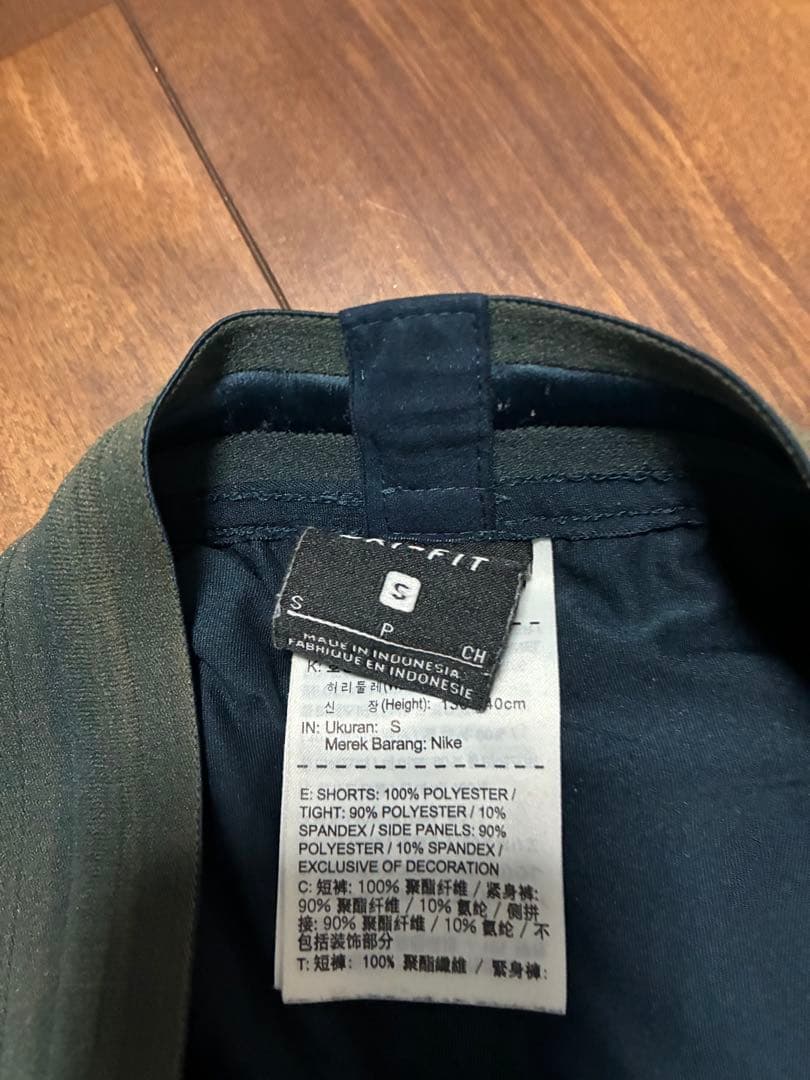 DRI-FIT
S
S P CH
MADE IN INDONESIA
FABRIQUE EN INDONESIE
K:
허리둘레
신 장(Height): 40cm
IN: Ukuran: S
Merek Barang: Nike
E: SHORTS: 100% POLYESTER /
TIGHT: 90% POLYESTER / 10%
SPANDEX / SIDE PANELS: 90%
POLYESTER / 10% SPANDEX /
EXCLUSIVE OF DECORATION
C: 短裤: 100% 聚酯纤维 / 紧身裤:
90% 聚酯纤维 / 10% 氨纶 / 侧拼
接: 90% 聚酯纤维 / 10% 氨纶 / 不
包括装饰部分
T: 短褲: 100% 聚酯纖維 / 緊身褲: